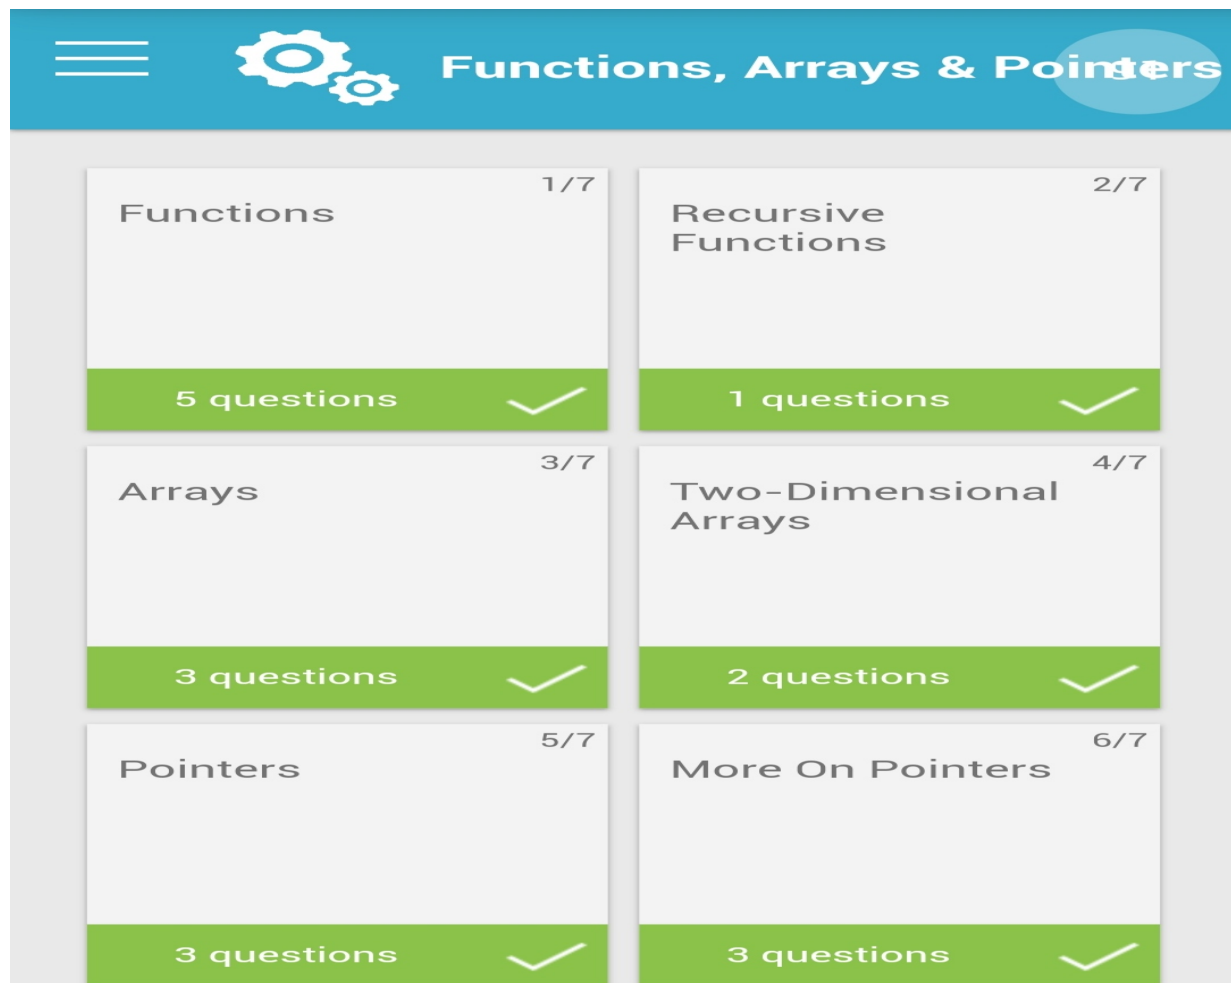 Functions, Arrays & Pointers
1/7
Functions
5 questions
2/7
Recursive
Functions
1 questions
3/7
Arrays
3 questions
4/7
Two-Dimensional
Arrays
2 questions
5/7
Pointers
3 questions
6/7
More On Pointers
3 questions